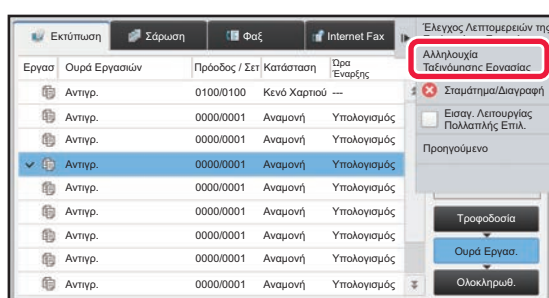 Εκτύπωση Σάρωση Φαξ Internet Fax
Έλεγχος Λεπτομερειών της
Αλληλουχία
Ταξινόμησης Εργασίας
Σταμάτημα/Διαγραφή
Εισαγ. Λειτουργίας
Πολλαπλής Επιλ.
Προηγούμενο
Εργασ Ουρά Εργασιών Πρόοδος / Σετ Κατάσταση Ώρα Έναρξης
Αντιγρ. 0100/0100 Κενό Χαρτιού ---
Αντιγρ. 0000/0001 Αναμονή Υπολογισμός
Αντιγρ. 0000/0001 Αναμονή Υπολογισμός
Αντιγρ. 0000/0001 Αναμονή Υπολογισμός
Αντιγρ. 0000/0001 Αναμονή Υπολογισμός
Αντιγρ. 0000/0001 Αναμονή Υπολογισμός
Αντιγρ. 0000/0001 Αναμονή Υπολογισμός
Αντιγρ. 0000/0001 Αναμονή Υπολογισμός
Αντιγρ. 0000/0001 Αναμονή Υπολογισμός
Τροφοδοσία
Ουρά Εργασ.
Ολοκληρωθ.